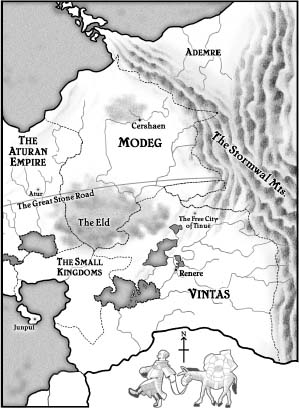 ADEMRE
Cershaen
MODEG
THE
ATURAN
EMPIRE
The Stormwal Mts.
Atur
The Great Stone Road
The Eld
The Free City
of Tinuë
THE SMALL
KINGDOMS
Renere
VINTAS
Junpui
N